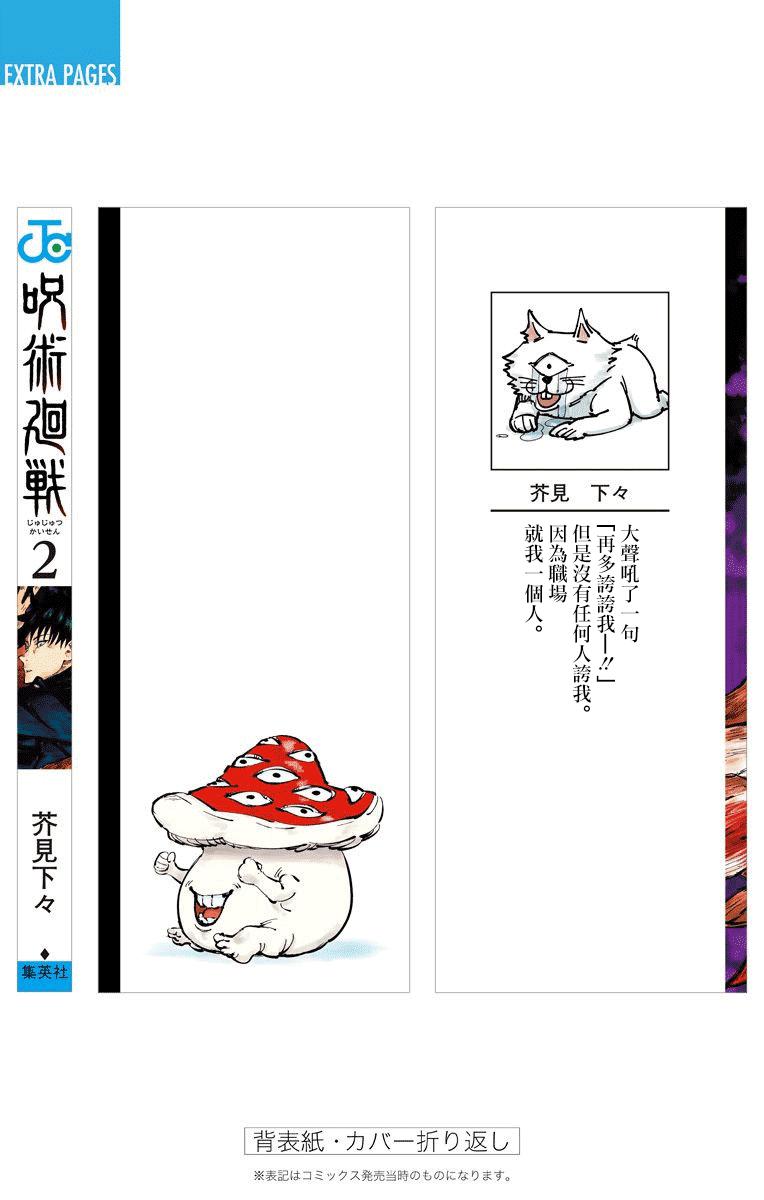 EXTRA PAGES
JC
呪術廻戦
じゅじゅつ
かいせん
2
芥見下々
集英社
芥見 下々
大聲吼了一句
「再多誇誇我—!!」
但是沒有任何人誇我。
因為職場
就我一個人。
背表紙・カバー折り返し
※表記はコミックス発売当時のものになります。